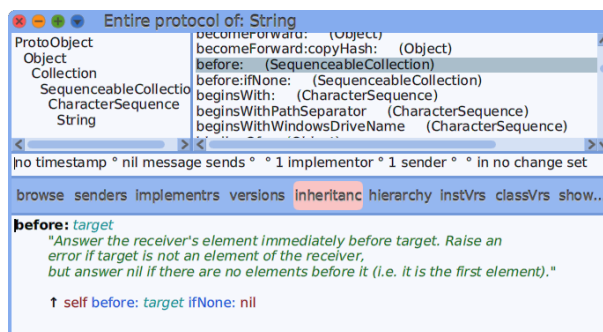 Entire protocol of: String
ProtoObject
Object
Collection
SequenceableCollectio
CharacterSequence
String
becomeForward:copyHash: (Object)
before: (SequenceableCollection)
before:ifNone: (SequenceableCollection)
beginsWith: (CharacterSequence)
beginsWithPathSeparator (CharacterSequence)
beginsWithWindowsDriveName (CharacterSequence)
no timestamp ° nil message sends ° ° 1 implementor ° 1 sender ° ° in no change set
browse senders implementrs versions inheritanc hierarchy instVrs classVrs show...
before: target
"Answer the receiver's element immediately before target. Raise an
error if target is not an element of the receiver,
but answer nil if there are no elements before it (i.e. it is the first element)."
↑ self before: target ifNone: nil